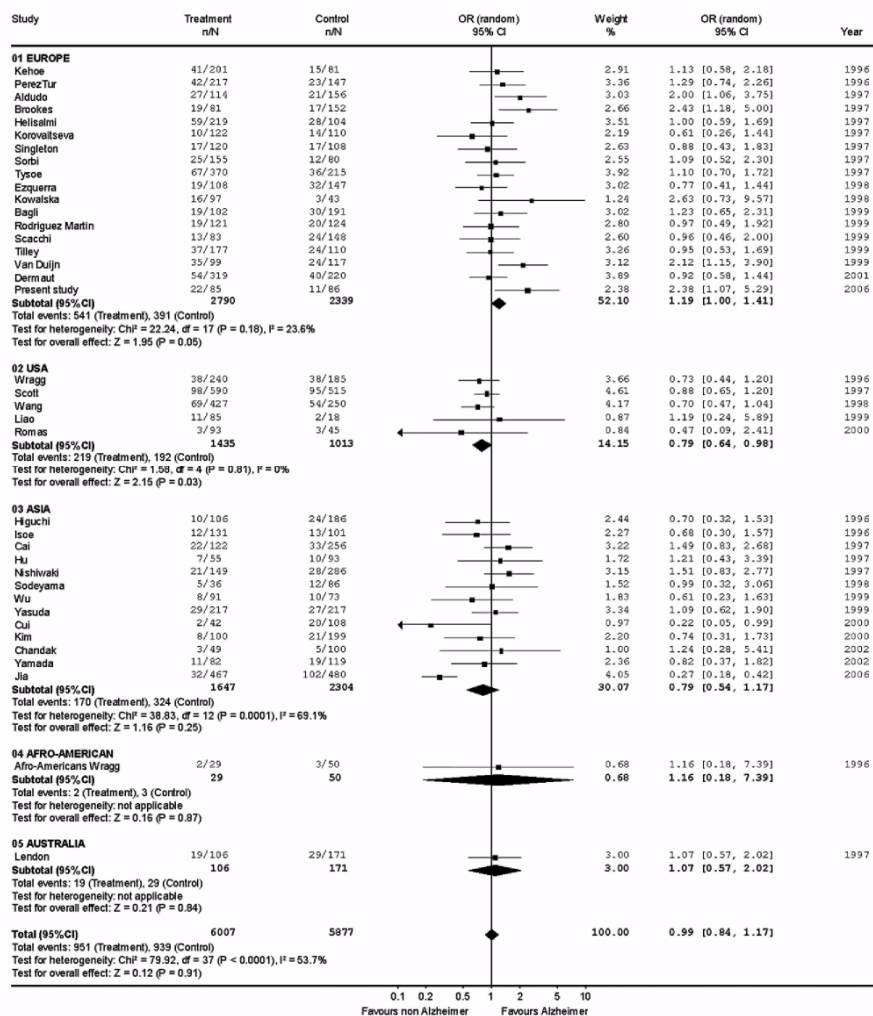 Study Treatment n/N Control n/N OR (random) 95% CI Weight % OR (random) 95% CI Year
01 EUROPE
Kehoe 41/201 15/81 2.91 1.13 [0.58, 2.18] 1996
PerezTur 42/217 23/147 3.36 1.29 [0.74, 2.26] 1996
Aldudo 27/114 21/156 3.03 2.00 [1.06, 3.75] 1997
Brookes 19/81 17/152 2.66 2.43 [1.18, 5.00] 1997
Helisalmi 59/219 28/104 3.51 1.00 [0.59, 1.69] 1997
Korovaitseva 10/122 14/110 2.19 0.61 [0.26, 1.44] 1997
Singleton 17/120 17/108 2.63 0.88 [0.43, 1.83] 1997
Sorbi 25/155 12/80 2.55 1.09 [0.52, 2.30] 1997
Tysoe 67/370 36/215 3.92 1.10 [0.70, 1.72] 1997
Ezquerra 19/108 32/147 3.02 0.77 [0.41, 1.44] 1998
Kowalska 16/97 3/43 1.24 2.63 [0.73, 9.57] 1998
Bagli 19/102 30/191 3.02 1.23 [0.65, 2.31] 1999
Rodriguez Martin 19/121 20/124 2.80 0.97 [0.49, 1.92] 1999
Scacchi 13/83 24/148 2.60 0.96 [0.46, 2.00] 1999
Tilley 37/177 24/110 3.26 0.95 [0.53, 1.69] 1999
Van Duijn 35/99 24/117 3.12 2.12 [1.15, 3.90] 1999
Dermaut 54/319 40/220 3.89 0.92 [0.58, 1.44] 2001
Present study 22/85 11/86 2.38 2.38 [1.07, 5.29] 2006
Subtotal (95%CI) 2790 2339 52.10 1.19 [1.00, 1.41]
Total events: 541 (Treatment), 391 (Control)
Test for heterogeneity: Chi² = 22.24, df = 17 (P = 0.18), I² = 23.6%
Test for overall effect: Z = 1.95 (P = 0.05)
02 USA
Wragg 38/240 38/185 3.66 0.73 [0.44, 1.20] 1996
Scott 98/590 95/515 4.61 0.88 [0.65, 1.20] 1997
Wang 69/427 54/250 4.17 0.70 [0.47, 1.04] 1998
Liao 11/85 2/18 0.87 1.19 [0.24, 5.89] 1999
Romas 3/93 3/45 0.84 0.47 [0.09, 2.41] 2000
Subtotal (95%CI) 1435 1013 14.15 0.79 [0.64, 0.98]
Total events: 219 (Treatment), 192 (Control)
Test for heterogeneity: Chi² = 1.58, df = 4 (P = 0.81), I² = 0%
Test for overall effect: Z = 2.15 (P = 0.03)
03 ASIA
Higuchi 10/106 24/186 2.44 0.70 [0.32, 1.53] 1996
Isoe 12/131 13/101 2.27 0.68 [0.30, 1.57] 1996
Cai 22/122 33/256 3.22 1.49 [0.83, 2.68] 1997
Hu 7/55 10/93 1.72 1.21 [0.43, 3.39] 1997
Nishiwaki 21/149 28/286 3.15 1.51 [0.83, 2.77] 1997
Sodeyama 5/36 12/86 1.52 0.99 [0.32, 3.06] 1998
Wu 8/91 10/73 1.83 0.61 [0.23, 1.63] 1999
Yasuda 29/217 27/217 3.34 1.09 [0.62, 1.90] 1999
Cui 2/42 20/108 0.97 0.22 [0.05, 0.99] 2000
Kim 8/100 21/199 2.20 0.74 [0.31, 1.73] 2000
Chandak 3/49 5/100 1.00 1.24 [0.28, 5.41] 2002
Yamada 11/82 19/119 2.36 0.82 [0.37, 1.82] 2002
Jia 32/467 102/480 4.05 0.27 [0.18, 0.42] 2006
Subtotal (95%CI) 1647 2304 30.07 0.79 [0.54, 1.17]
Total events: 170 (Treatment), 324 (Control)
Test for heterogeneity: Chi² = 38.83, df = 12 (P = 0.0001), I² = 69.1%
Test for overall effect: Z = 1.16 (P = 0.25)
04 AFRO-AMERICAN
Afro-Americans Wragg 2/29 3/50 0.68 1.16 [0.18, 7.39] 1996
Subtotal (95%CI) 29 50 0.68 1.16 [0.18, 7.39]
Total events: 2 (Treatment), 3 (Control)
Test for heterogeneity: not applicable
Test for overall effect: Z = 0.16 (P = 0.87)
05 AUSTRALIA
Lendon 19/106 29/171 3.00 1.07 [0.57, 2.02] 1997
Subtotal (95%CI) 106 171 3.00 1.07 [0.57, 2.02]
Total events: 19 (Treatment), 29 (Control)
Test for heterogeneity: not applicable
Test for overall effect: Z = 0.21 (P = 0.84)
Total (95%CI) 6007 5877 100.00 0.99 [0.84, 1.17]
Total events: 951 (Treatment), 939 (Control)
Test for heterogeneity: Chi² = 79.92, df = 37 (P < 0.0001), I² = 53.7%
Test for overall effect: Z = 0.12 (P = 0.91)
0.1 0.2 0.5 1 2 5 10
Favours non Alzheimer Favours Alzheimer